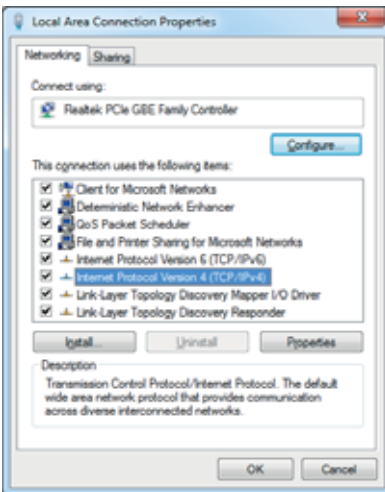 Local Area Connection Properties
Networking
Sharing
Connect using:
Realtek PCIe GBE Family Controller
Configure...
This connection uses the following items:
Client for Microsoft Networks
Deterministic Network Enhancer
QoS Packet Scheduler
File and Printer Sharing for Microsoft Networks
Internet Protocol Version 6 (TCP/IPv6)
Internet Protocol Version 4 (TCP/IPv4)
Link-Layer Topology Discovery Mapper I/O Driver
Link-Layer Topology Discovery Responder
Install...
Uninstall
Properties
Description
Transmission Control Protocol/Internet Protocol. The default
wide area network protocol that provides communication
across diverse interconnected networks.
OK
Cancel